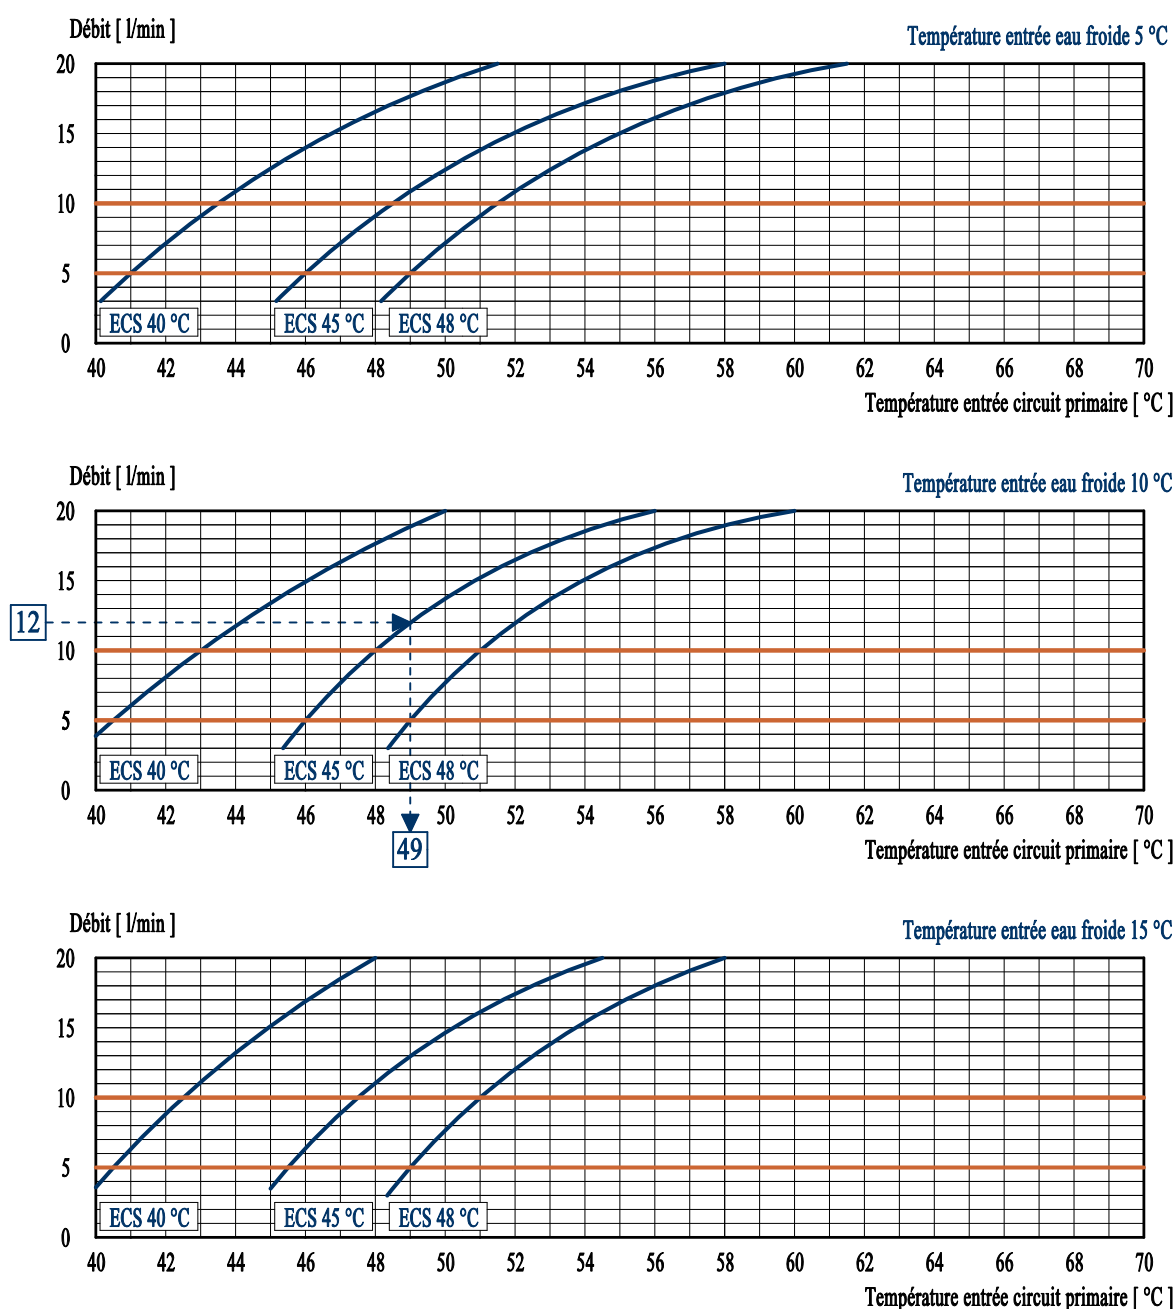 Débit [ l/min ]
Température entrée eau froide 5 °C
20
15
10
5
0
ECS 40 °C ECS 45 °C ECS 48 °C
40 42 44 46 48 50 52 54 56 58 60 62 64 66 68 70
Température entrée circuit primaire [ °C ]
Débit [ l/min ]
Température entrée eau froide 10 °C
20
15
12
10
5
0
ECS 40 °C ECS 45 °C ECS 48 °C
40 42 44 46 48 50 52 54 56 58 60 62 64 66 68 70
49
Température entrée circuit primaire [ °C ]
Débit [ l/min ]
Température entrée eau froide 15 °C
20
15
10
5
0
ECS 40 °C ECS 45 °C ECS 48 °C
40 42 44 46 48 50 52 54 56 58 60 62 64 66 68 70
Température entrée circuit primaire [ °C ]